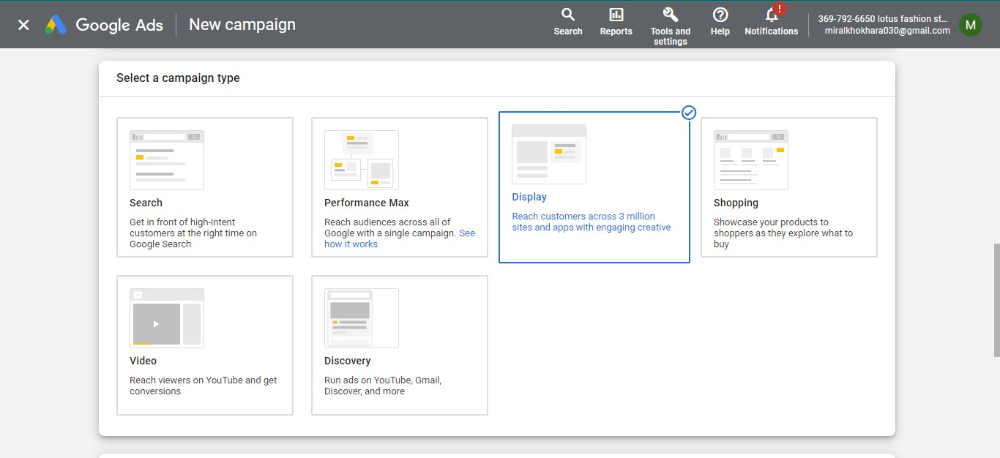 Google Ads
New campaign
Search
Reports
Tools and
settings
Help
!
Notifications
369-792-6650 lotus fashion st...
miralkhokhara030@gmail.com
M
Select a campaign type
Search
Get in front of high-intent
customers at the right time on
Google Search
Performance Max
Reach audiences across all of
Google with a single campaign. See
how it works
Display
Reach customers across 3 million
sites and apps with engaging creative
Shopping
Showcase your products to
shoppers as they explore what to
buy
Video
Reach viewers on YouTube and get
conversions
Discovery
Run ads on YouTube, Gmail,
Discover, and more